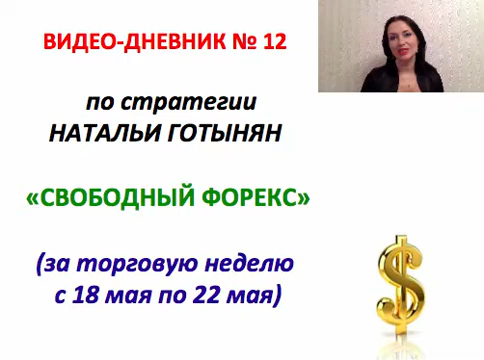 ВИДЕО-ДНЕВНИК № 12
по стратегии
НАТАЛЬИ ГОТЫНЯН
«СВОБОДНЫЙ ФОРЕКС»
(за торговую неделю
с 18 мая по 22 мая)